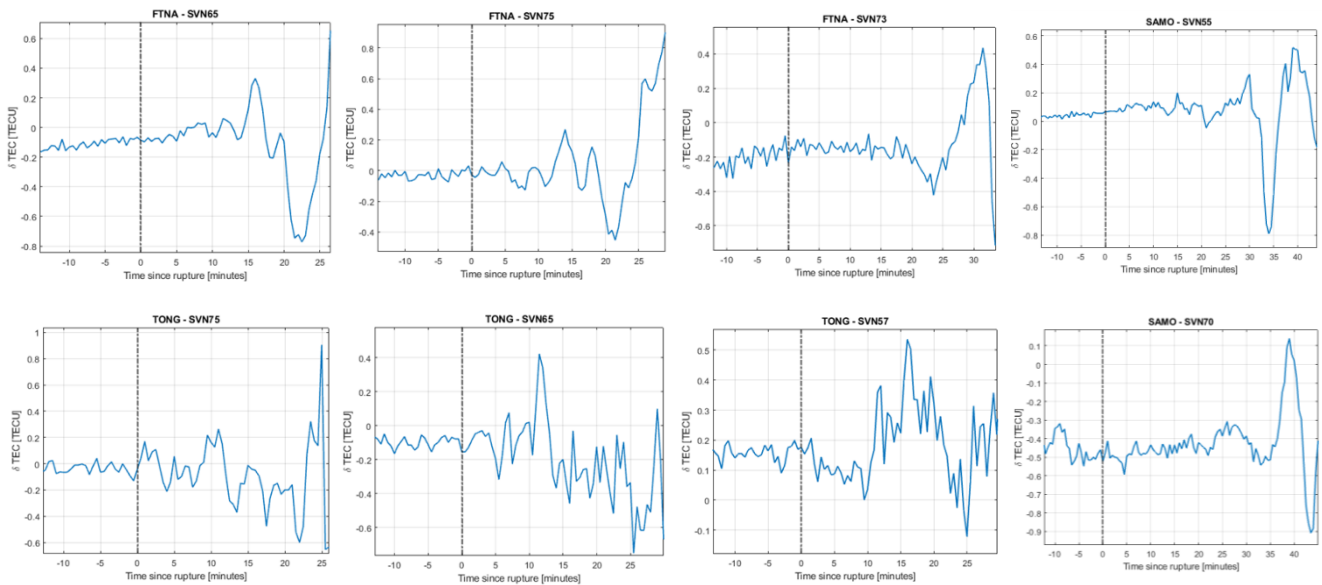 FTNA - SVN65
0.6
0.4
0.2
0
-0.2
-0.4
-0.6
-0.8
δ TEC [TECU]
-10 -5 0 5 10 15 20 25
Time since rupture [minutes]
FTNA - SVN75
0.8
0.6
0.4
0.2
0
-0.2
-0.4
δ TEC [TECU]
-10 -5 0 5 10 15 20 25
Time since rupture [minutes]
FTNA - SVN73
0.4
0.2
0
-0.2
-0.4
-0.6
δ TEC [TECU]
-10 -5 0 5 10 15 20 25 30
Time since rupture [minutes]
SAMO - SVN55
0.6
0.4
0.2
0
-0.2
-0.4
-0.6
-0.8
δ TEC [TECU]
-10 0 10 20 30 40
Time since rupture [minutes]
TONG - SVN75
1
0.8
0.6
0.4
0.2
0
-0.2
-0.4
-0.6
δ TEC [TECU]
-10 -5 0 5 10 15 20 25
Time since rupture [minutes]
TONG - SVN65
0.4
0.2
0
-0.2
-0.4
-0.6
δ TEC [TECU]
-10 -5 0 5 10 15 20 25
Time since rupture [minutes]
TONG - SVN57
0.5
0.4
0.3
0.2
0.1
0
-0.1
δ TEC [TECU]
-10 -5 0 5 10 15 20 25
Time since rupture [minutes]
SAMO - SVN70
0.1
0
-0.1
-0.2
-0.3
-0.4
-0.5
-0.6
-0.7
-0.8
-0.9
δ TEC [TECU]
-10 -5 0 5 10 15 20 25 30 40
Time since rupture [minutes]